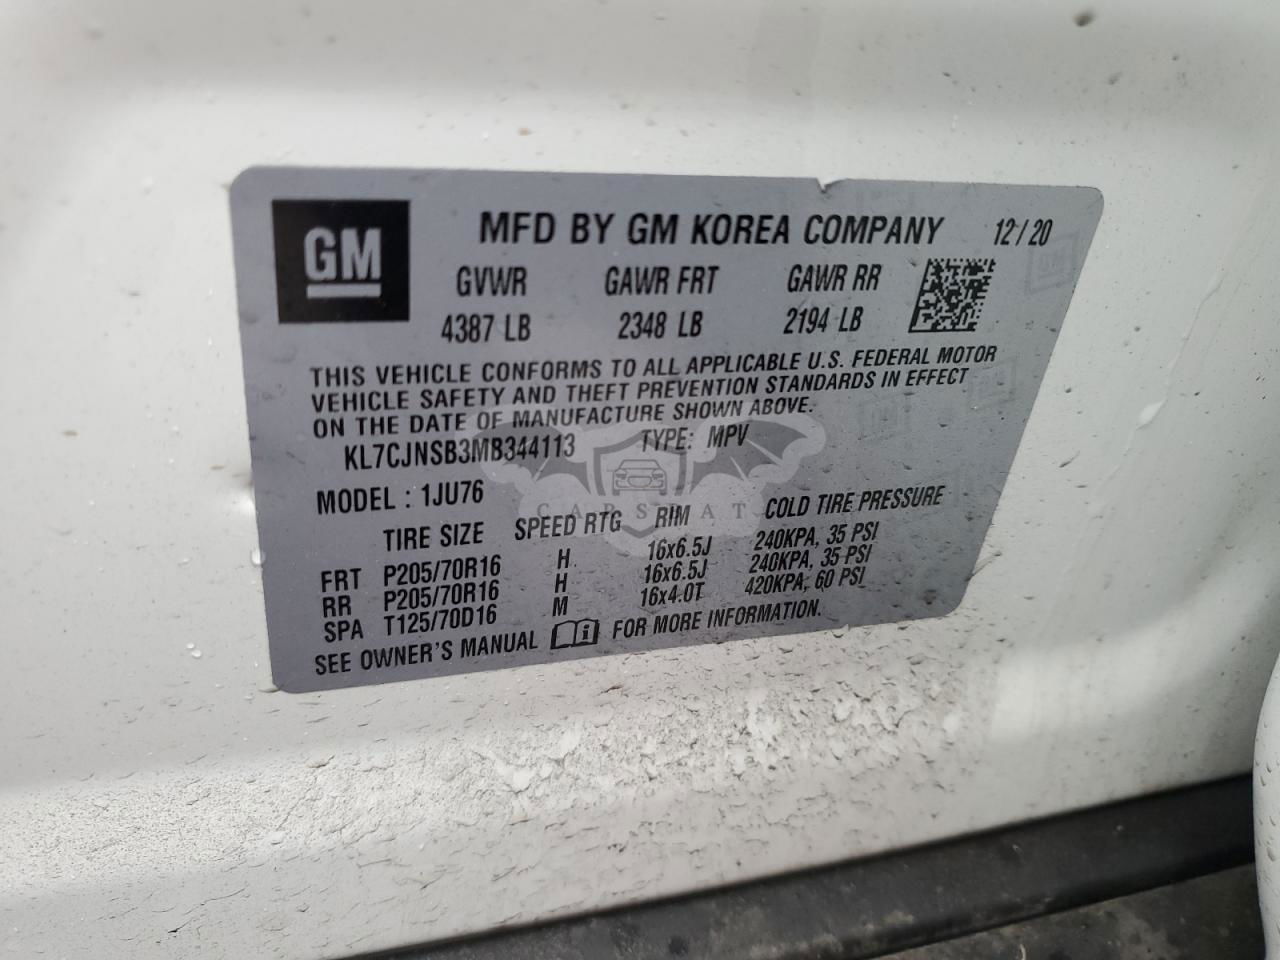 GM
MFD BY GM KOREA COMPANY 12/20
GVWR GAWR FRT GAWR RR
4387 LB 2348 LB 2194 LB
THIS VEHICLE CONFORMS TO ALL APPLICABLE U.S. FEDERAL MOTOR
VEHICLE SAFETY AND THEFT PREVENTION STANDARDS IN EFFECT
ON THE DATE OF MANUFACTURE SHOWN ABOVE.
KL7CJNSB3MB344113 TYPE: MPV
MODEL : 1JU76
TIRE SIZE SPEED RTG RIM COLD TIRE PRESSURE
FRT P205/70R16 H 16x6.5J 240KPA, 35 PSI
RR P205/70R16 H 16x6.5J 240KPA, 35 PSI
SPA T125/70D16 M 16x4.0T 420KPA, 60 PSI
SEE OWNER'S MANUAL FOR MORE INFORMATION.